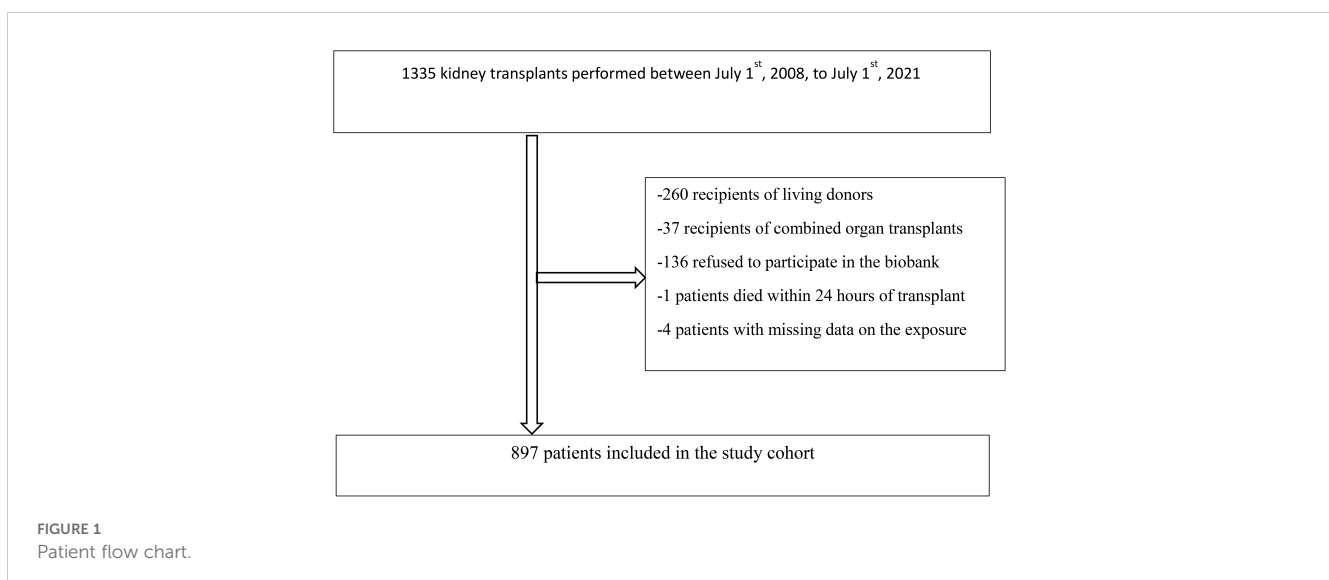 1335 kidney transplants performed between July 1st, 2008, to July 1st, 2021
-260 recipients of living donors
-37 recipients of combined organ transplants
-136 refused to participate in the biobank
-1 patients died within 24 hours of transplant
-4 patients with missing data on the exposure
897 patients included in the study cohort
FIGURE 1
Patient flow chart.